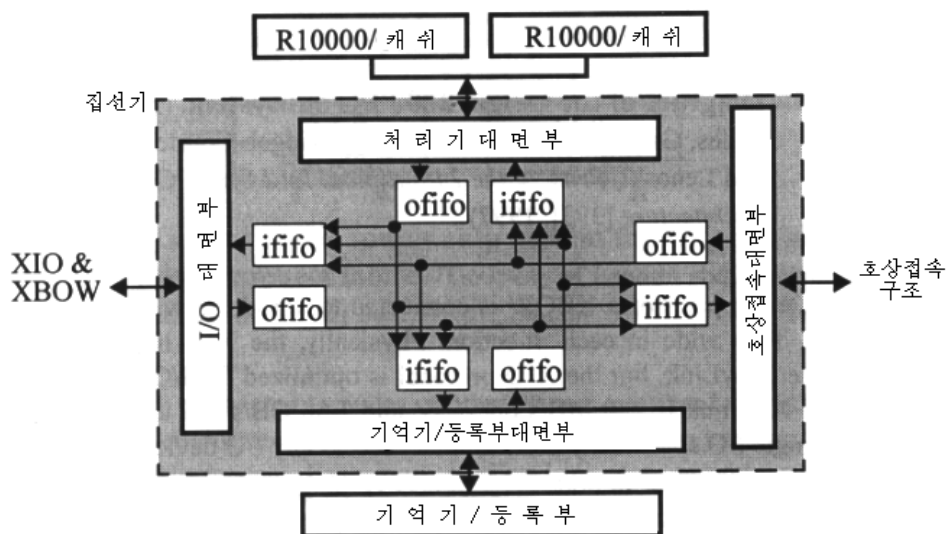 R10000/ 캐 쉬
R10000/ 캐 쉬
집선기
처 리 기 대 면 부
ofifo
ififo
I/O 대 면 부
ififo
ofifo
ofifo
ififo
호상접속대면부
XIO &
XBOW
호상접속
구조
ififo
ofifo
기억기/등록부대면부
기 억 기 / 등 록 부